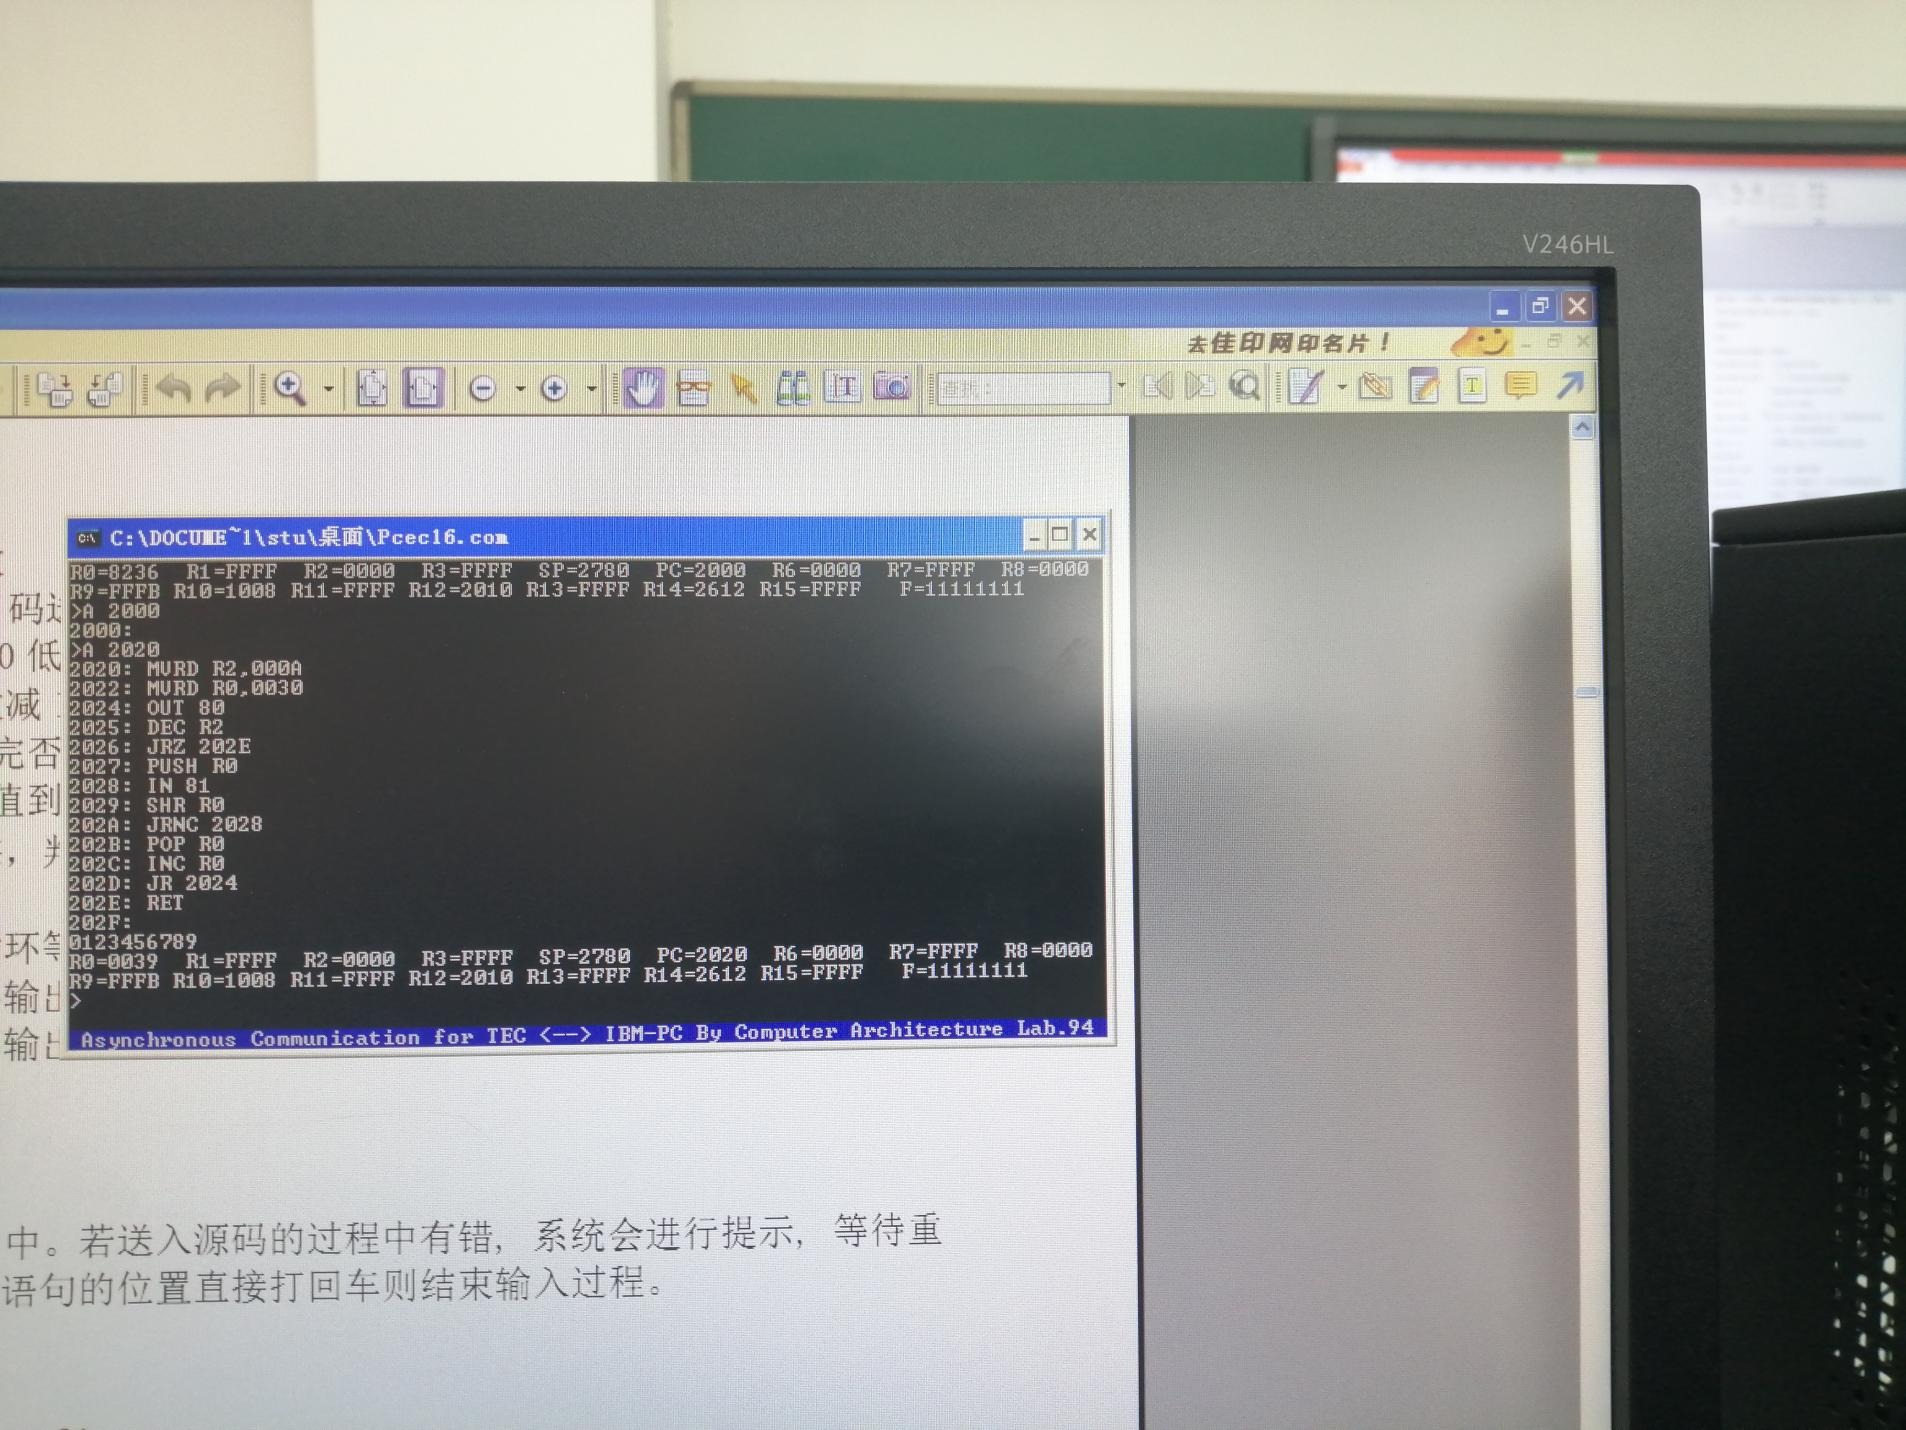 V246HL
去佳印网印名片！
查找：
C:\DOCUME~1\stu\桌面\Pcec16.com
R0=8236 R1=FFFF R2=0000 R3=FFFF SP=2780 PC=2000 R6=0000 R7=FFFF R8=0000
R9=FFFB R10=1008 R11=FFFF R12=2010 R13=FFFF R14=2612 R15=FFFF F=11111111
>A 2000
2000:
>A 2020
2020: MVRD R2,000A
2022: MVRD R0,0030
2024: OUT 80
2025: DEC R2
2026: JRZ 202E
2027: PUSH R0
2028: IN 81
2029: SHR R0
202A: JRNC 2028
202B: POP R0
202C: INC R0
202D: JR 2024
202E: RET
202F:
0123456789
R0=0039 R1=FFFF R2=0000 R3=FFFF SP=2780 PC=2020 R6=0000 R7=FFFF R8=0000
R9=FFFB R10=1008 R11=FFFF R12=2010 R13=FFFF R14=2612 R15=FFFF F=11111111
>
Asynchronous Communication for TEC <--> IBM-PC By Computer Architecture Lab.94
码
0 低
减
完否
值到
环
输
输
中。若送入源码的过程中有错，系统会进行提示，等待重
语句的位置直接打回车则结束输入过程。